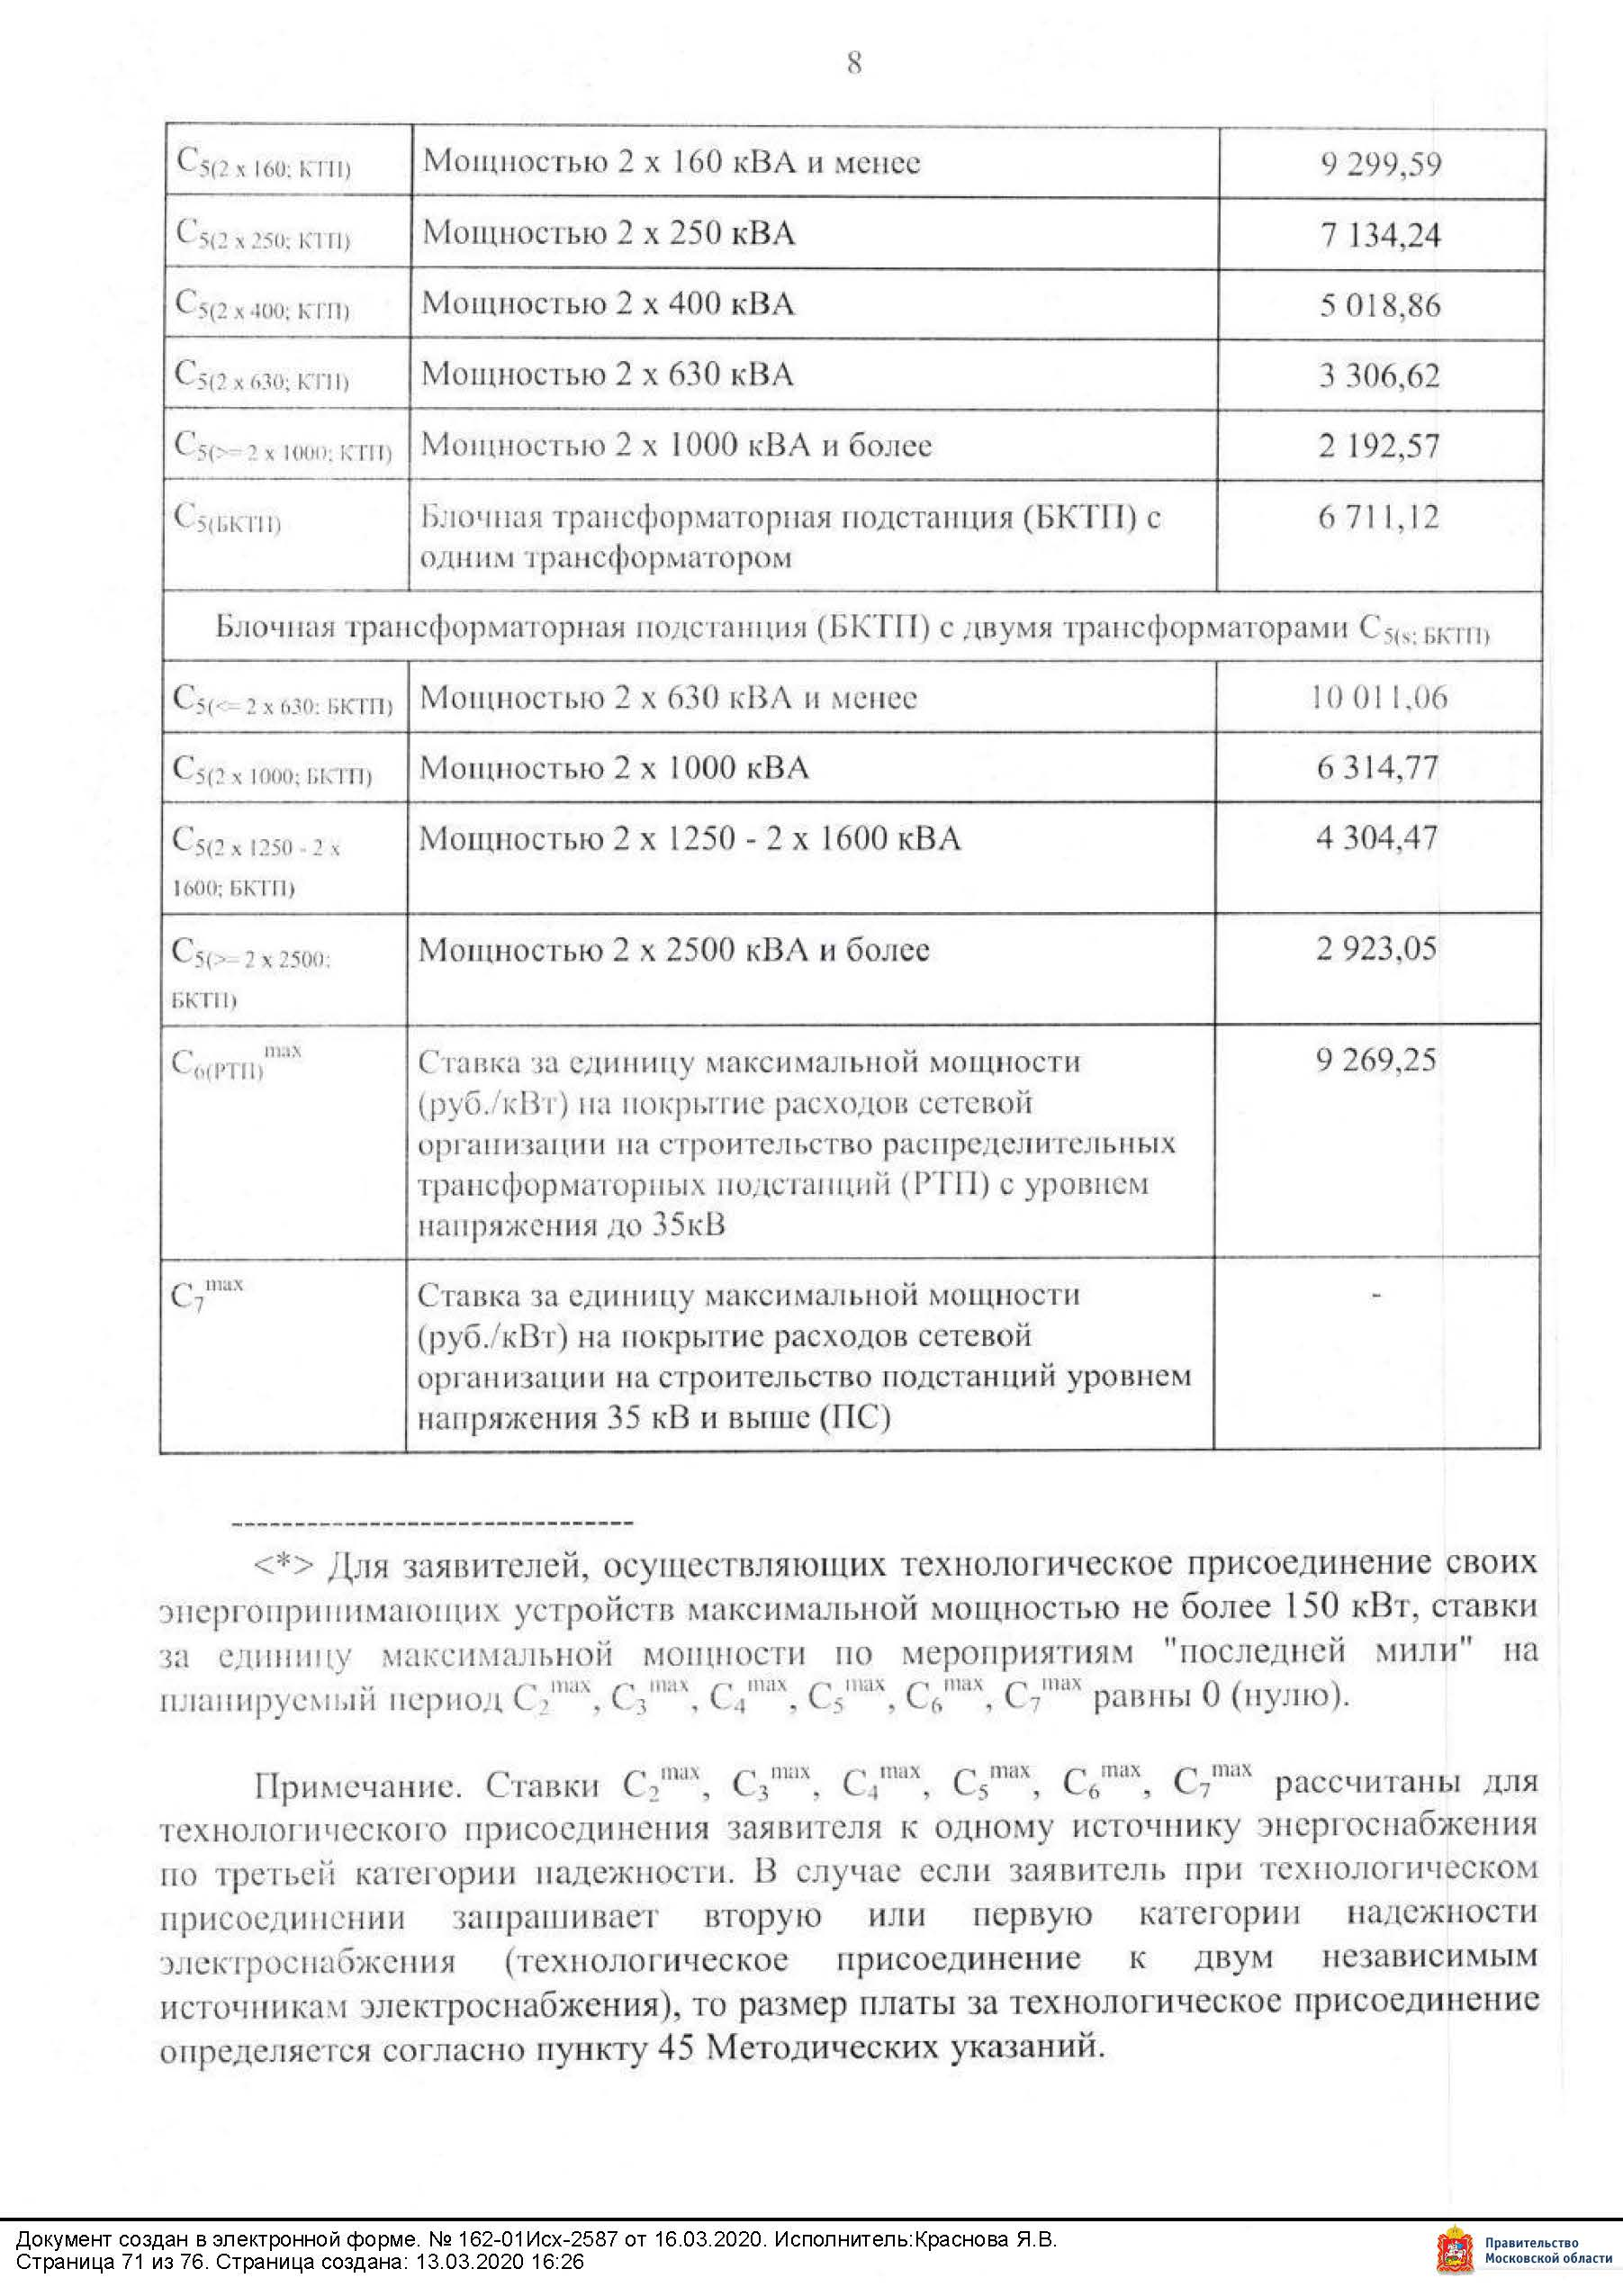 8
C5(2 х 160; КТП) Мощностью 2 х 160 кВА и менее 9 299,59
C5(2 х 250; КТП) Мощностью 2 х 250 кВА 7 134,24
C5(2 х 400; КТП) Мощностью 2 х 400 кВА 5 018,86
C5(2 х 630; КТП) Мощностью 2 х 630 кВА 3 306,62
C5(>= 2 х 1000; КТП) Мощностью 2 х 1000 кВА и более 2 192,57
C5(БКТП) Блочная трансформаторная подстанция (БКТП) с 6 711,12
одним трансформатором
Блочная трансформаторная подстанция (БКТП) с двумя трансформаторами C5(s; БКТП)
C5(<= 2 х 630; БКТП) Мощностью 2 х 630 кВА и менее 10 011,06
C5(2 х 1000; БКТП) Мощностью 2 х 1000 кВА 6 314,77
C5(2 х 1250 - 2 х Мощностью 2 х 1250 - 2 х 1600 кВА 4 304,47
1600; БКТП)
C5(>= 2 х 2500; Мощностью 2 х 2500 кВА и более 2 923,05
БКТП)
C6(РТП)max Ставка за единицу максимальной мощности 9 269,25
(руб./кВт) на покрытие расходов сетевой
организации на строительство распределительных
трансформаторных подстанций (РТП) с уровнем
напряжения до 35кВ
C7max Ставка за единицу максимальной мощности -
(руб./кВт) на покрытие расходов сетевой
организации на строительство подстанций уровнем
напряжения 35 кВ и выше (ПС)
--------------------------------
<*> Для заявителей, осуществляющих технологическое присоединение своих
энергопринимающих устройств максимальной мощностью не более 150 кВт, ставки
за единицу максимальной мощности по мероприятиям "последней мили" на
планируемый период C2max, C3max, C4max, C5max, C6max, C7max равны 0 (нулю).
Примечание. Ставки C2max, C3max, C4max, C5max, C6max, C7max рассчитаны для
технологического присоединения заявителя к одному источнику энергоснабжения
по третьей категории надежности. В случае если заявитель при технологическом
присоединении запрашивает вторую или первую категории надежности
электроснабжения (технологическое присоединение к двум независимым
источникам электроснабжения), то размер платы за технологическое присоединение
определяется согласно пункту 45 Методических указаний.
Документ создан в электронной форме. № 162-01Исх-2587 от 16.03.2020. Исполнитель:Краснова Я.В.
Страница 71 из 76. Страница создана: 13.03.2020 16:26
Правительство
Московской области